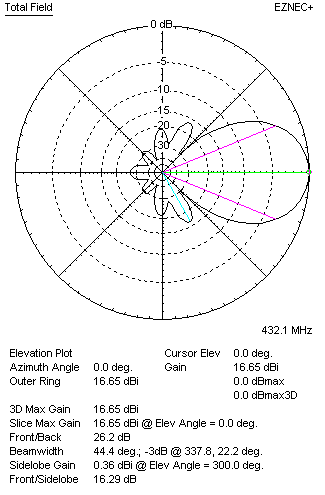 Total Field
EZNEC+
0 dB
-5
-10
-15
-20
-30
432.1 MHz
Elevation Plot
Cursor Elev 0.0 deg.
Azimuth Angle 0.0 deg.
Gain 16.65 dBi
Outer Ring 16.65 dBi
0.0 dBmax
0.0 dBmax3D
3D Max Gain 16.65 dBi
Slice Max Gain 16.65 dBi @ Elev Angle = 0.0 deg.
Front/Back 26.2 dB
Beamwidth 44.4 deg.; -3dB @ 337.8, 22.2 deg.
Sidelobe Gain 0.36 dBi @ Elev Angle = 300.0 deg.
Front/Sidelobe 16.29 dB